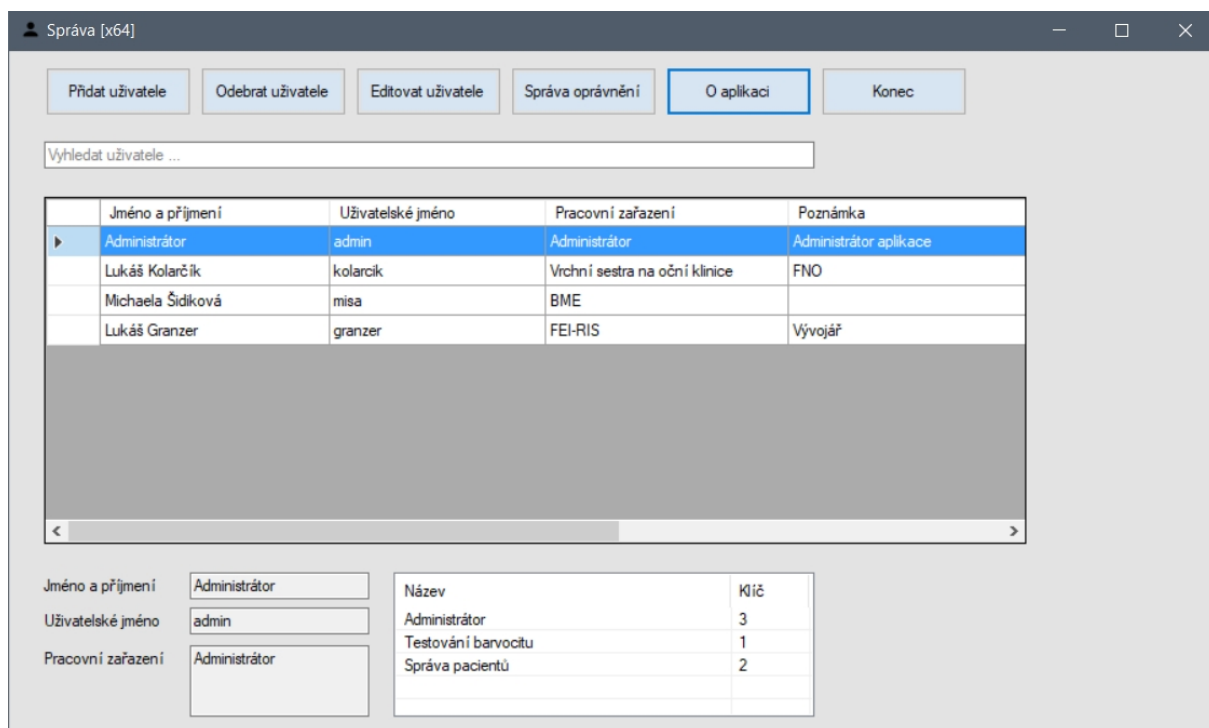 Správa [x64]
Přidat uživatele Odebrat uživatele Editovat uživatele Správa oprávnění O aplikaci Konec
Vyhledat uživatele ...
Jméno a příjmení Uživatelské jméno Pracovní zařazení Poznámka
Administrátor admin Administrátor Administrátor aplikace
Lukáš Kolarčík kolarcik Vrchní sestra na oční klinice FNO
Michaela Šidiková misa BME
Lukáš Granzer granzer FEI-RIS Vývojář
Jméno a příjmení Administrátor
Uživatelské jméno admin
Pracovní zařazení Administrátor
Název Klíč
Administrátor 3
Testování barvocitu 1
Správa pacientů 2